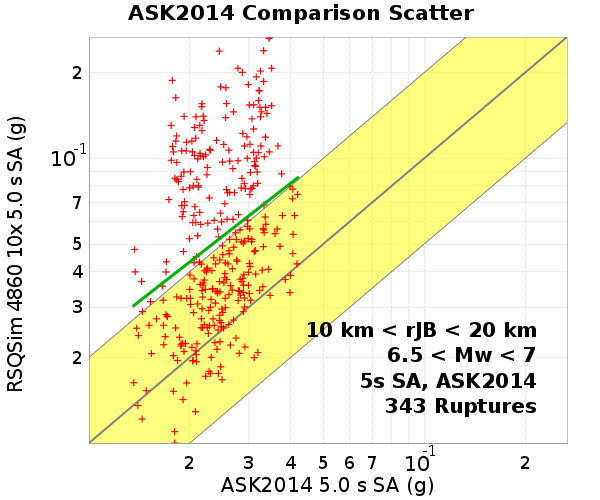 ASK2014 Comparison Scatter
RSQSim 4860 10x 5.0 s SA (g)
2
10-1
7
5
4
3
2
10 km < rJB < 20 km
6.5 < Mw < 7
5s SA, ASK2014
343 Ruptures
2 3 4 5 6 7 10-1 2
ASK2014 5.0 s SA (g)